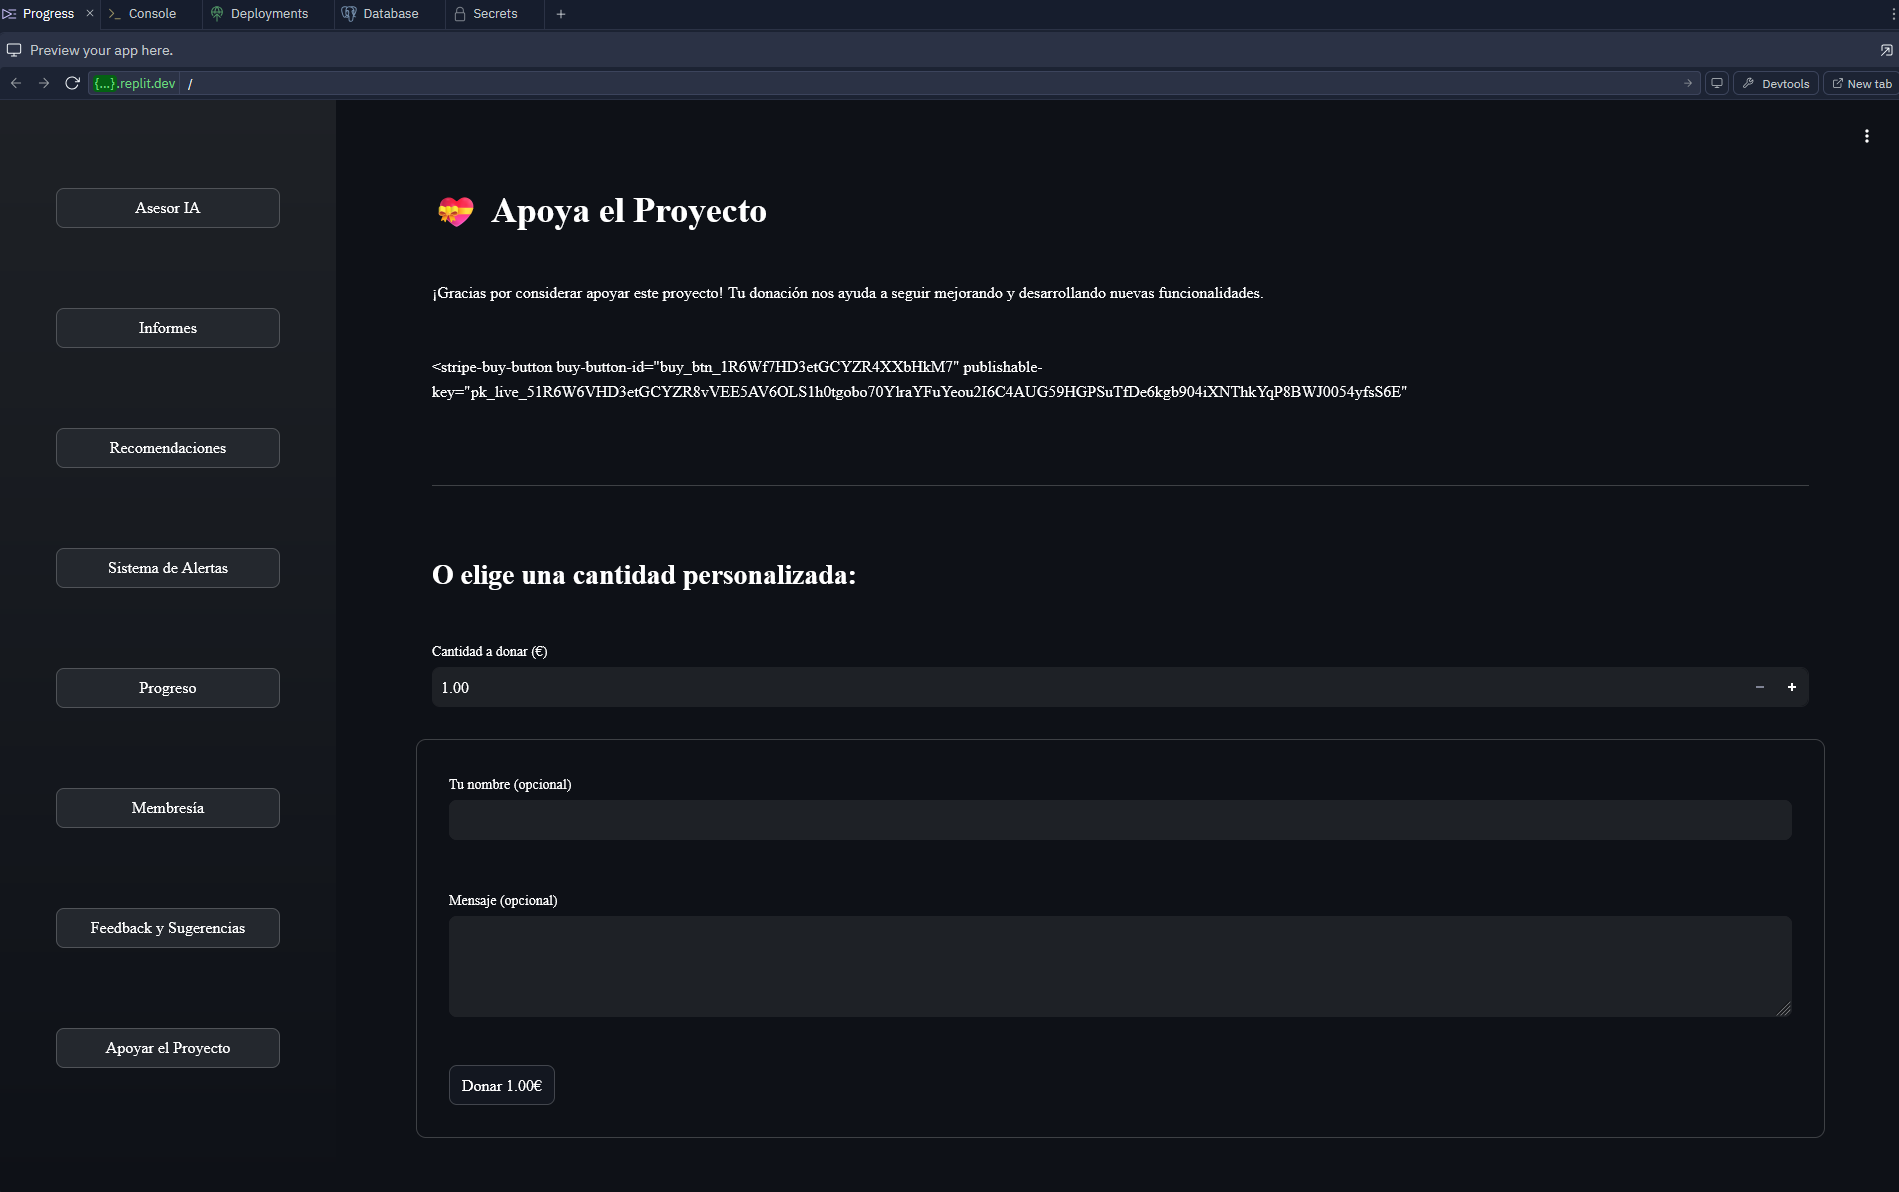 Progress
Console
Deployments
Database
Secrets
Preview your app here.
{...}.replit.dev /
Devtools
New tab
Asesor IA
Informes
Recomendaciones
Sistema de Alertas
Progreso
Membresía
Feedback y Sugerencias
Apoyar el Proyecto
Apoya el Proyecto
¡Gracias por considerar apoyar este proyecto! Tu donación nos ayuda a seguir mejorando y desarrollando nuevas funcionalidades.
<stripe-buy-button buy-button-id="buy_btn_1R6Wf7HD3etGCYZR4XXbHkM7" publishable-
key="pk_live_51R6W6VHD3etGCYZR8vVEE5AV6OLS1h0tgobo70YlraYFuYeou2I6C4AUG59HGPSuTfDe6kgb904iXNThkYqP8BWJ0054yfsS6E"
O elige una cantidad personalizada:
Cantidad a donar (€)
1.00
Tu nombre (opcional)
Mensaje (opcional)
Donar 1.00€